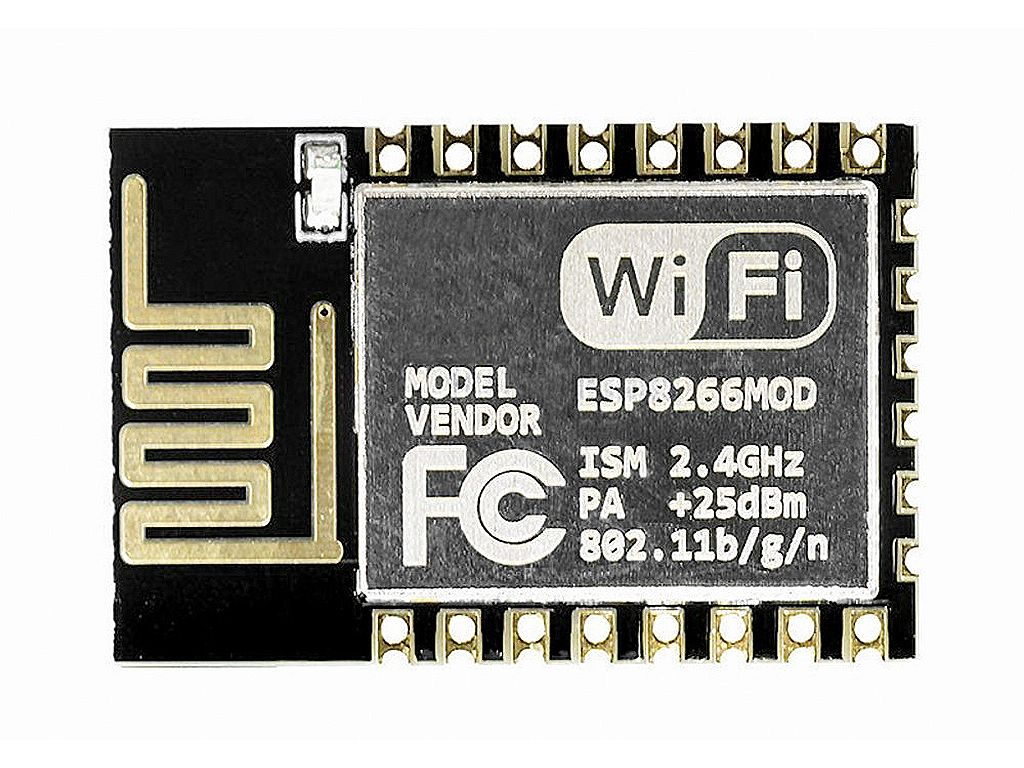 WiFi
MODEL ESP8266MOD
VENDOR
FC ISM 2.4GHz
PA +25dBm
802.11b/g/n